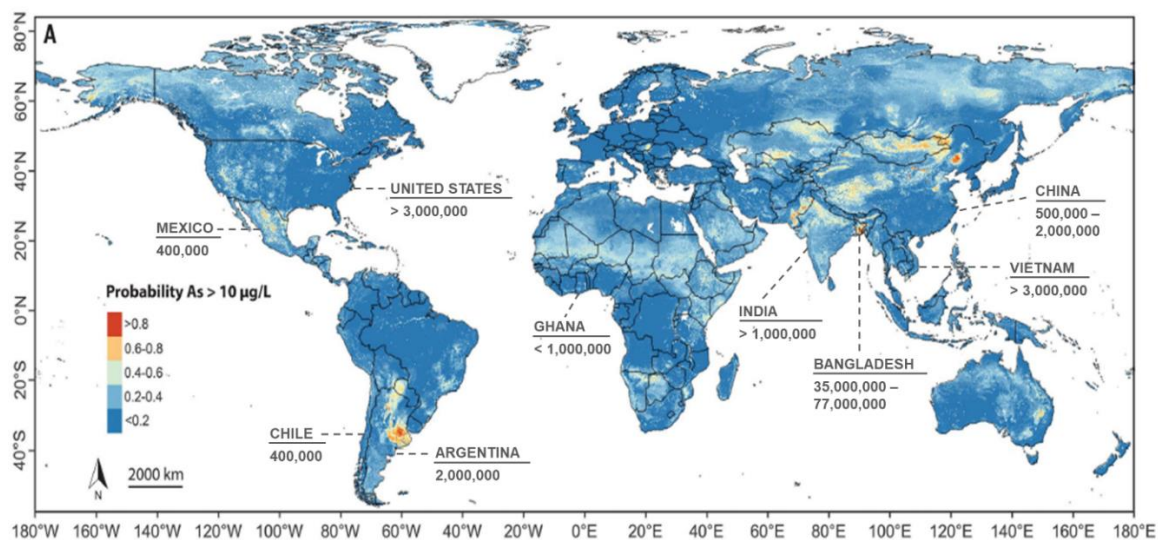 A
80°N
60°N
40°N
20°N
0°N
20°S
40°S
UNITED STATES
> 3,000,000
MEXICO
400,000
CHINA
500,000 –
2,000,000
VIETNAM
> 3,000,000
INDIA
> 1,000,000
GHANA
< 1,000,000
BANGLADESH
35,000,000 –
77,000,000
CHILE
400,000
ARGENTINA
2,000,000
Probability As > 10 µg/L
>0.8
0.6-0.8
0.4-0.6
0.2-0.4
<0.2
N
2000 km
180°W 160°W 140°W 120°W 100°W 80°W 60°W 40°W 20°W 0°E 20°E 40°E 60°E 80°E 100°E 120°E 140°E 160°E 180°E